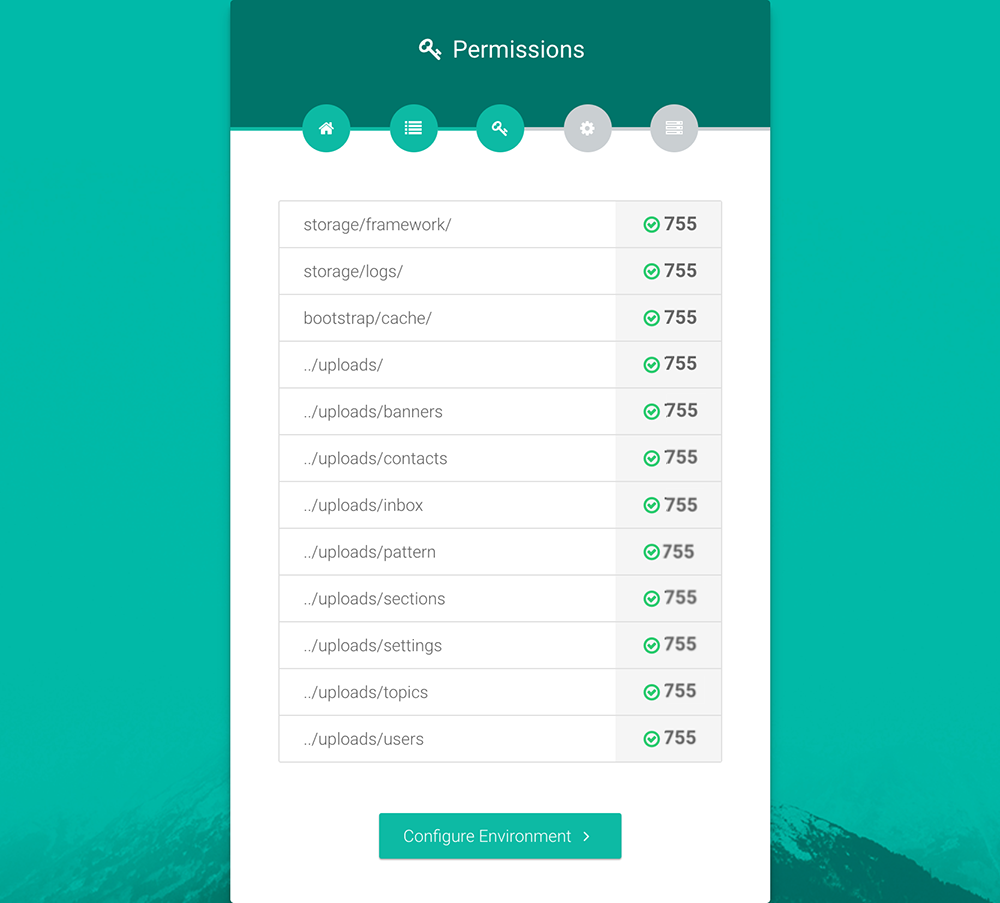 Permissions
storage/framework/ 755
storage/logs/ 755
bootstrap/cache/ 755
../uploads/ 755
../uploads/banners 755
../uploads/contacts 755
../uploads/inbox 755
../uploads/pattern 755
../uploads/sections 755
../uploads/settings 755
../uploads/topics 755
../uploads/users 755
Configure Environment